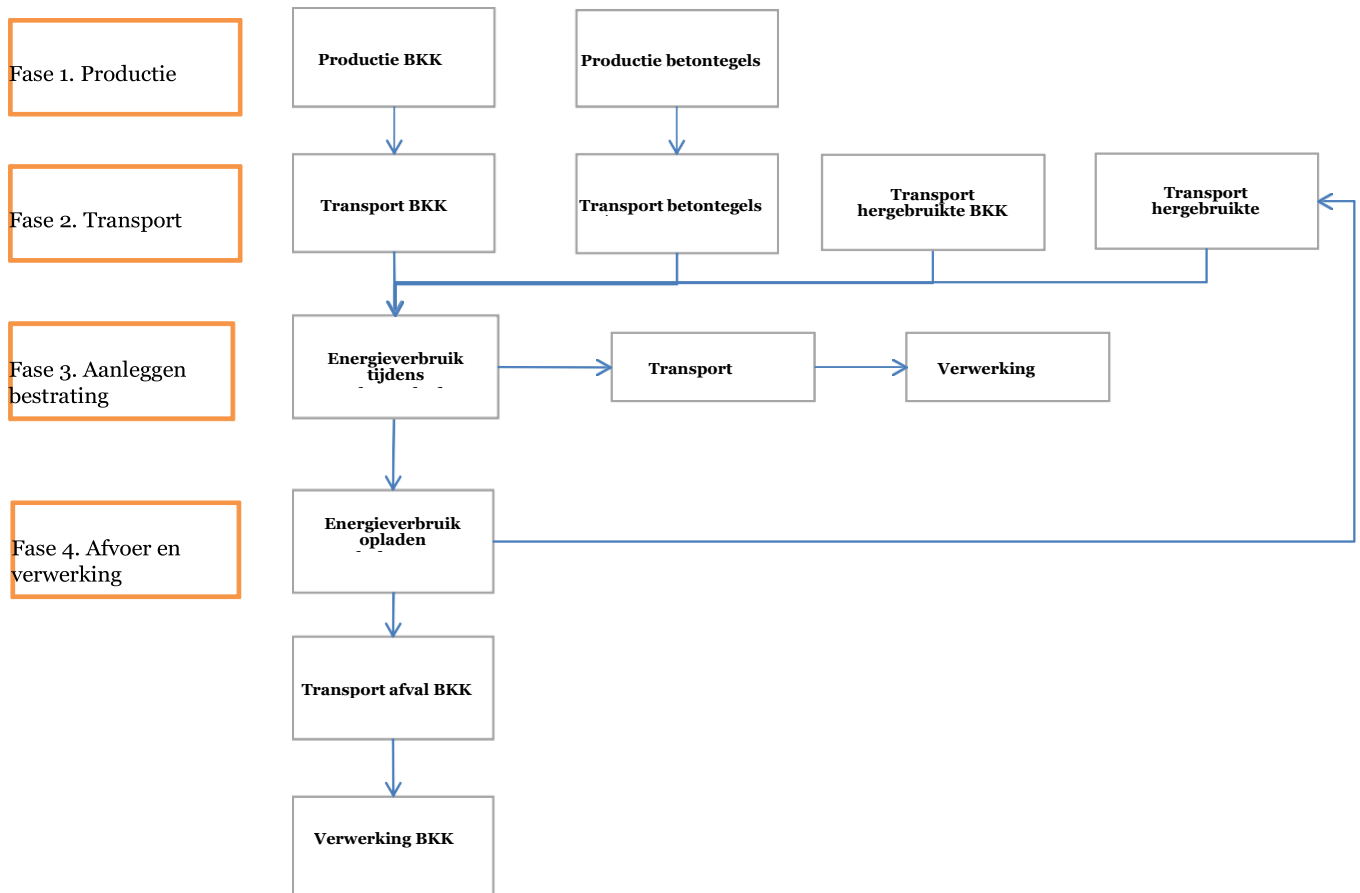 Fase 1. Productie
Productie BKK
Productie betontegels
Fase 2. Transport
Transport BKK
Transport betontegels
Transport
hergebruikte BKK
Transport
hergebruikte
Fase 3. Aanleggen
bestrating
Energieverbruik
tijdens
Transport
Verwerking
Fase 4. Afvoer en
verwerking
Energieverbruik
opladen
Transport afval BKK
Verwerking BKK